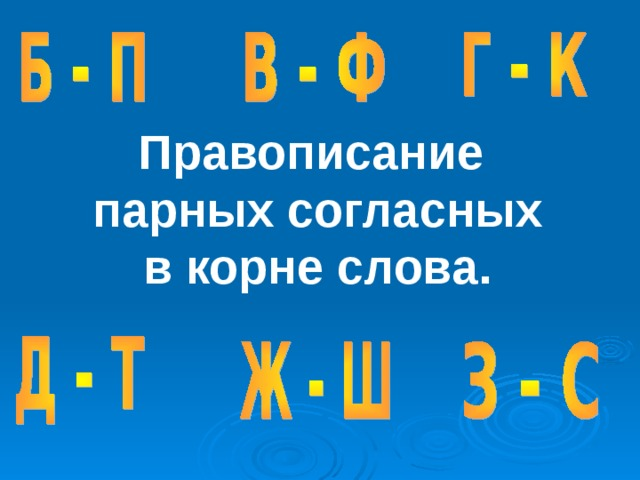 Б - П В - Ф Г - К
Правописание
парных согласных
в корне слова.
Д - Т Ж - Ш З - С